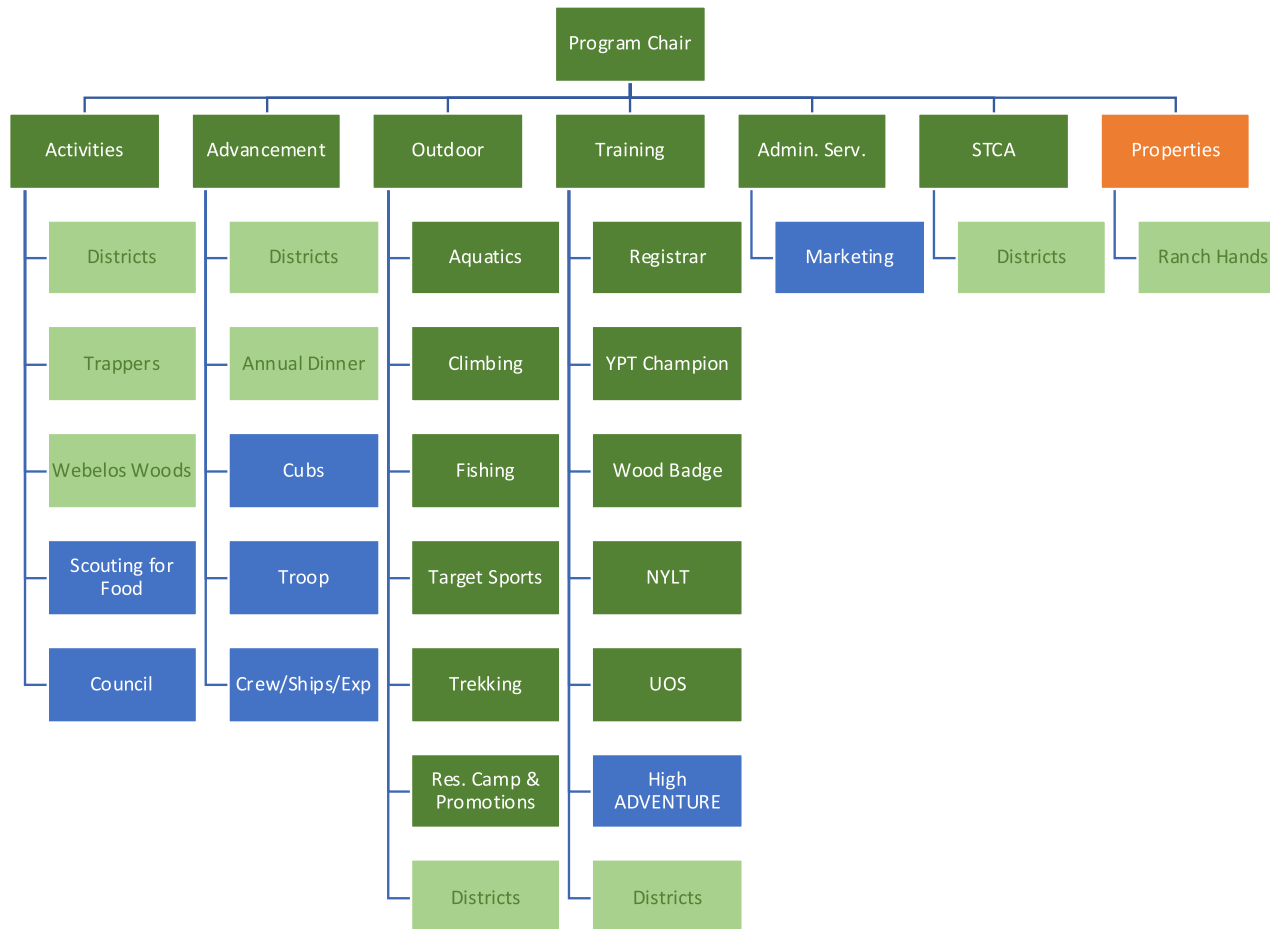 Program Chair
Activities
Advancement
Outdoor
Training
Admin. Serv.
STCA
Properties
Districts
Districts
Aquatics
Registrar
Marketing
Districts
Ranch Hands
Trappers
Annual Dinner
Climbing
YPT Champion
Webelos Woods
Cubs
Fishing
Wood Badge
Scouting for
Food
Troop
Target Sports
NYLT
Council
Crew/Ships/Exp
Trekking
UOS
Res. Camp &
Promotions
High
ADVENTURE
Districts
Districts